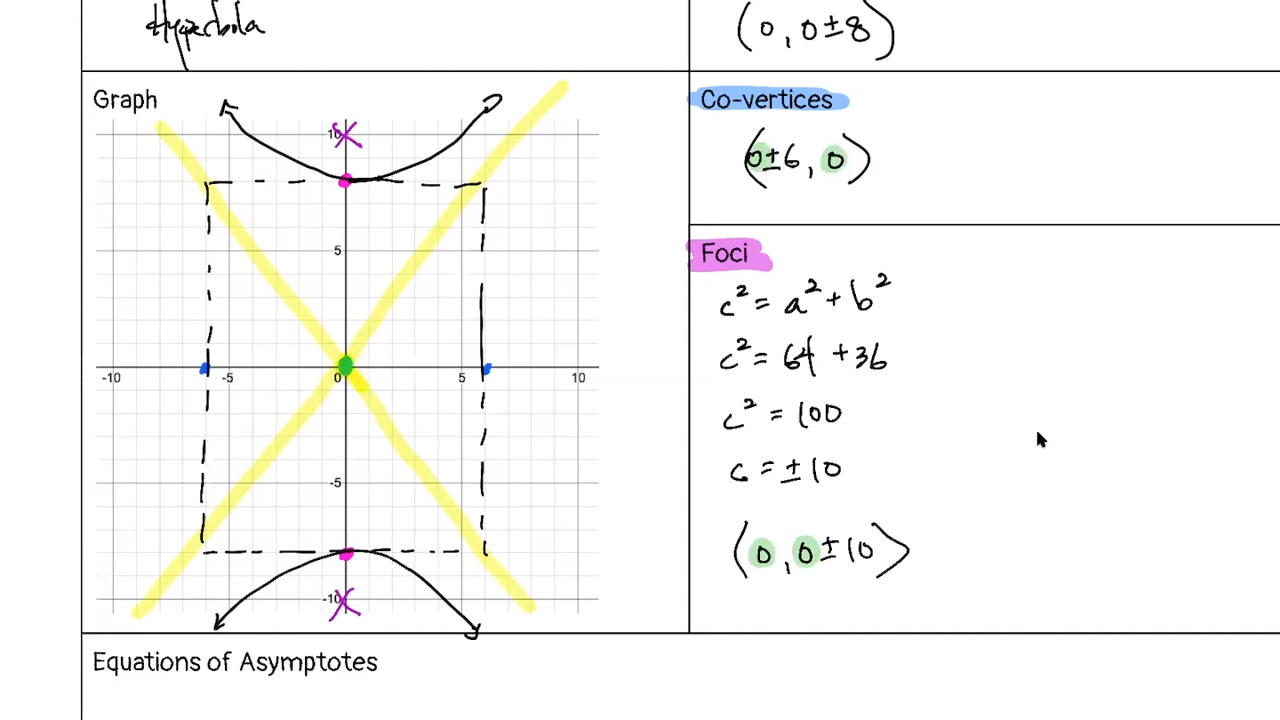 Hyperbola
(0, 0±8)
Graph
10
5
-10
-5
0
5
10
-5
-10
Co-vertices
(0±6, 0)
Foci
c² = a² + b²
c² = 64 + 36
c² = 100
c = ±10
(0, 0±10)
Equations of Asymptotes